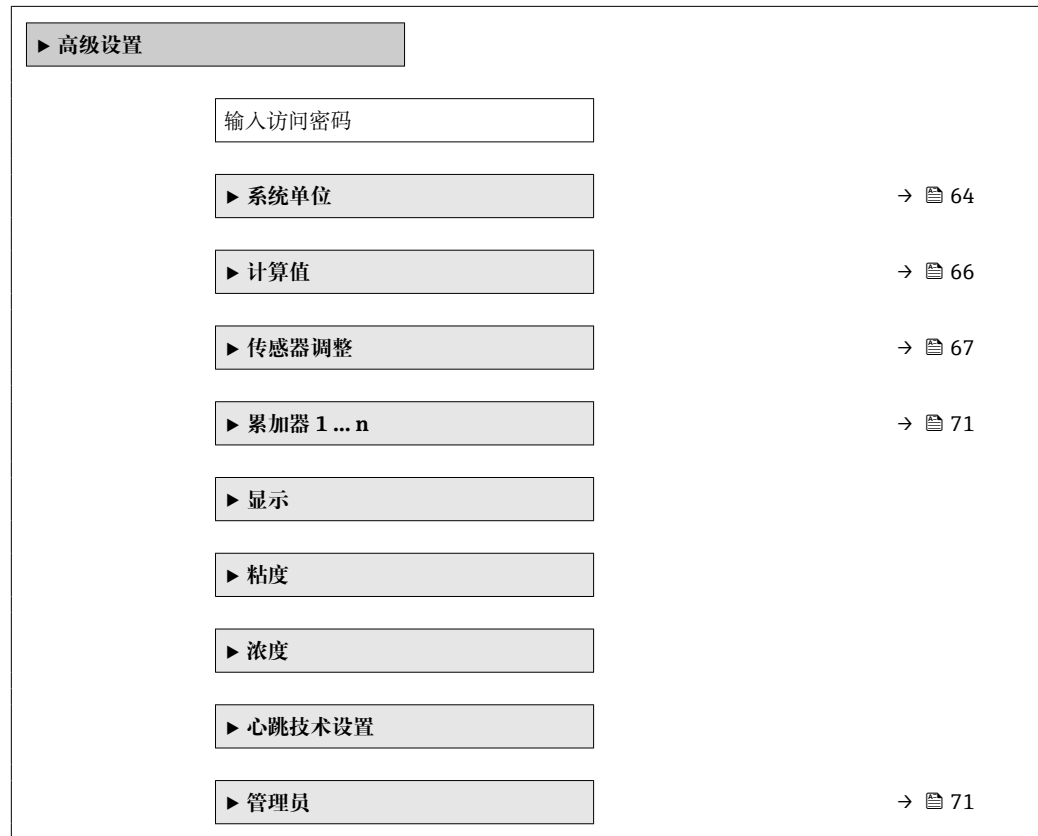 ▶ 高级设置
输入访问密码
▶ 系统单位 → 🖹 64
▶ 计算值 → 🖹 66
▶ 传感器调整 → 🖹 67
▶ 累加器 1 ... n → 🖹 71
▶ 显示
▶ 粘度
▶ 浓度
▶ 心跳技术设置
▶ 管理员 → 🖹 71